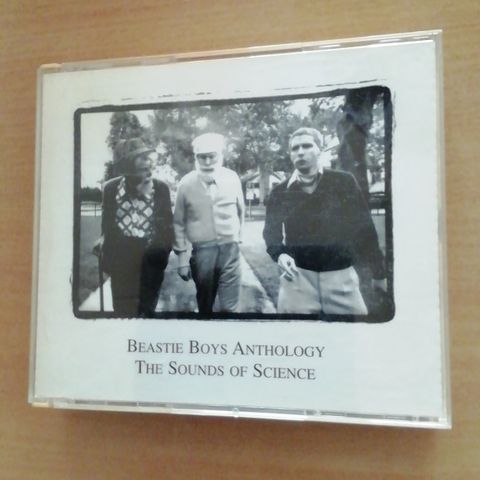 Beastie Boys Anthology
The Sounds of Science